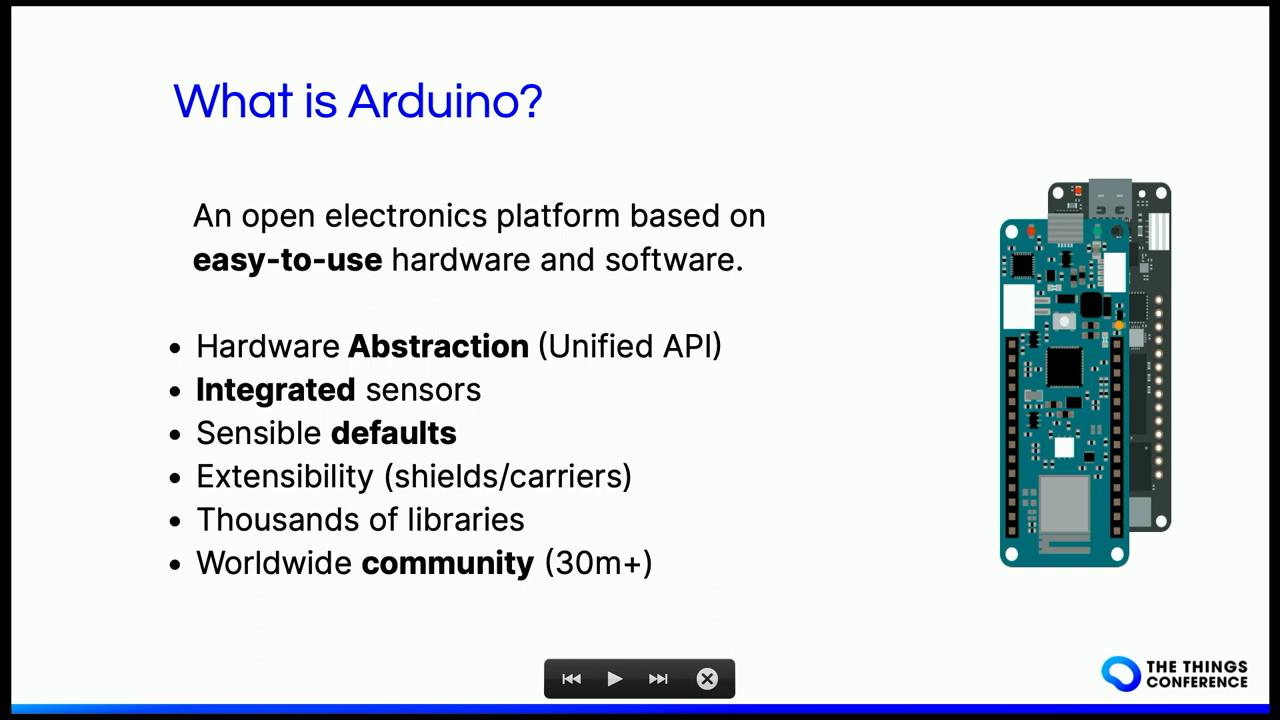 What is Arduino?
An open electronics platform based on
easy-to-use hardware and software.
• Hardware Abstraction (Unified API)
• Integrated sensors
• Sensible defaults
• Extensibility (shields/carriers)
• Thousands of libraries
• Worldwide community (30m+)
THE THINGS
CONFERENCE